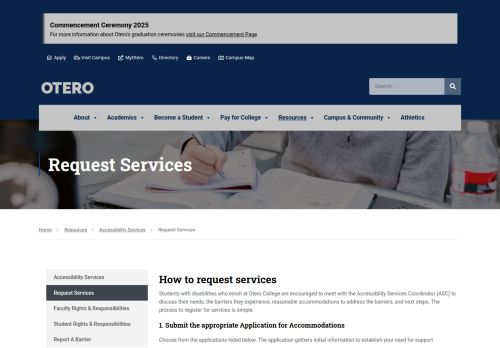 Commencement Ceremony 2025
For more information about Otero's graduation ceremonies visit our Commencement Page
Apply Visit Campus MyOtero Directory Careers Campus Map
OTERO
Search...
About Academics Become a Student Pay for College Resources Campus & Community Athletics
Request Services
Home Resources Accessibility Services Request Services
Accessibility Services
Request Services
Faculty Rights & Responsibilities
Student Rights & Responsibilities
Report A Barrier
How to request services
Students with disabilities who enroll at Otero College are encouraged to meet with the Accessibility Services Coordinator (ASC) to
discuss their needs, the barriers they experience, reasonable accommodations to address the barriers, and next steps. The
process to register for services is simple:
1. Submit the appropriate Application for Accommodations
Choose from the applications listed below. The application gathers initial information to establish your need for support.